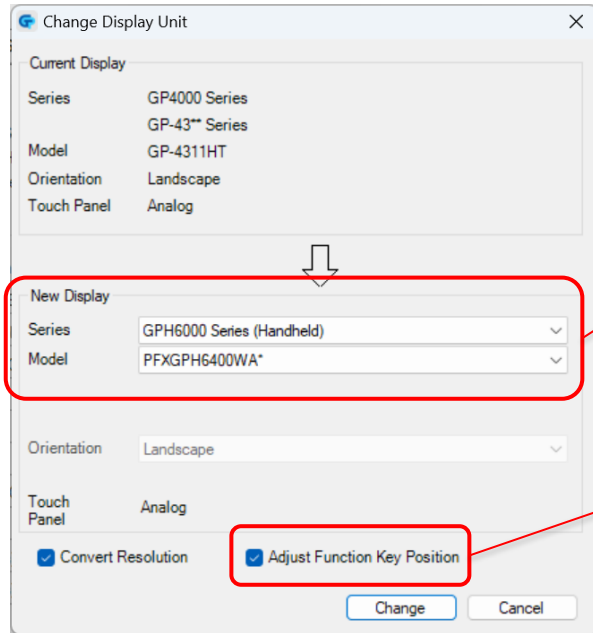 Change Display Unit
Current Display
Series GP4000 Series
GP-43** Series
Model GP-4311HT
Orientation Landscape
Touch Panel Analog
New Display
Series GPH6000 Series (Handheld)
Model PFXGPH6400WA*
Orientation Landscape
Touch Panel Analog
Convert Resolution Adjust Function Key Position
Change Cancel